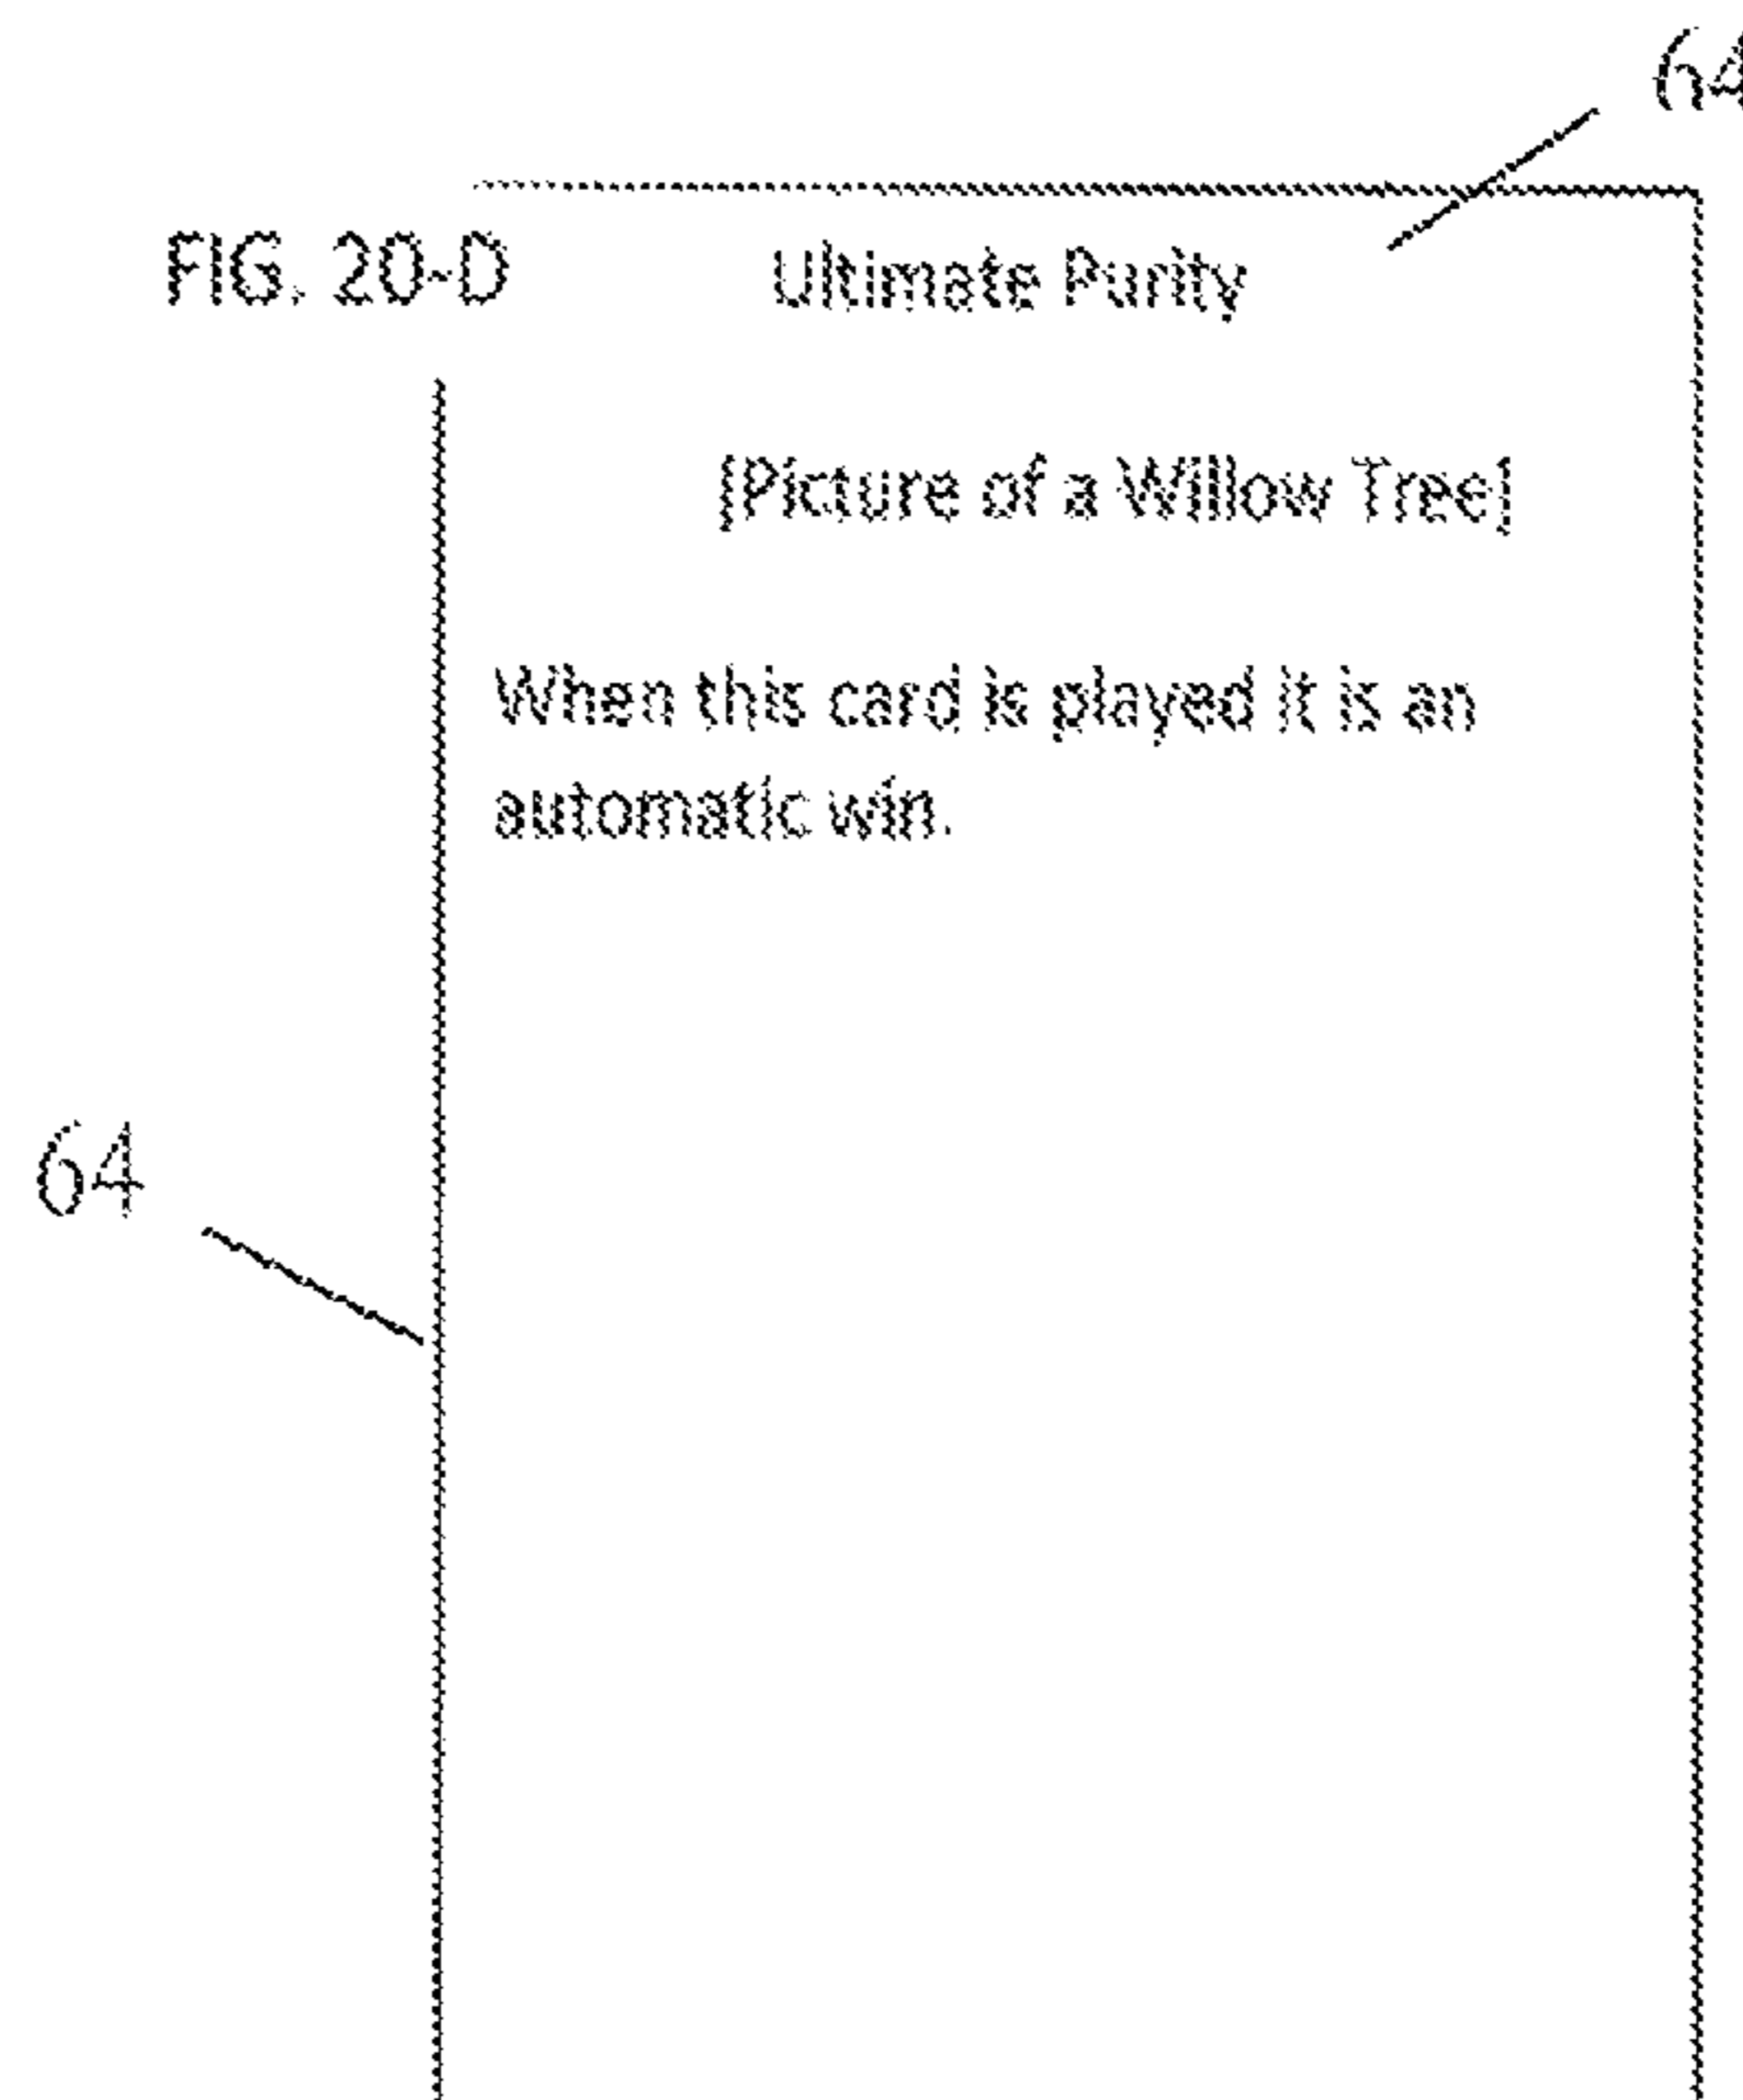 64
FIG. 20-D
Ultimate Purity
[Picture of a Willow Tree]
When this card is played it is an
automatic win.
64